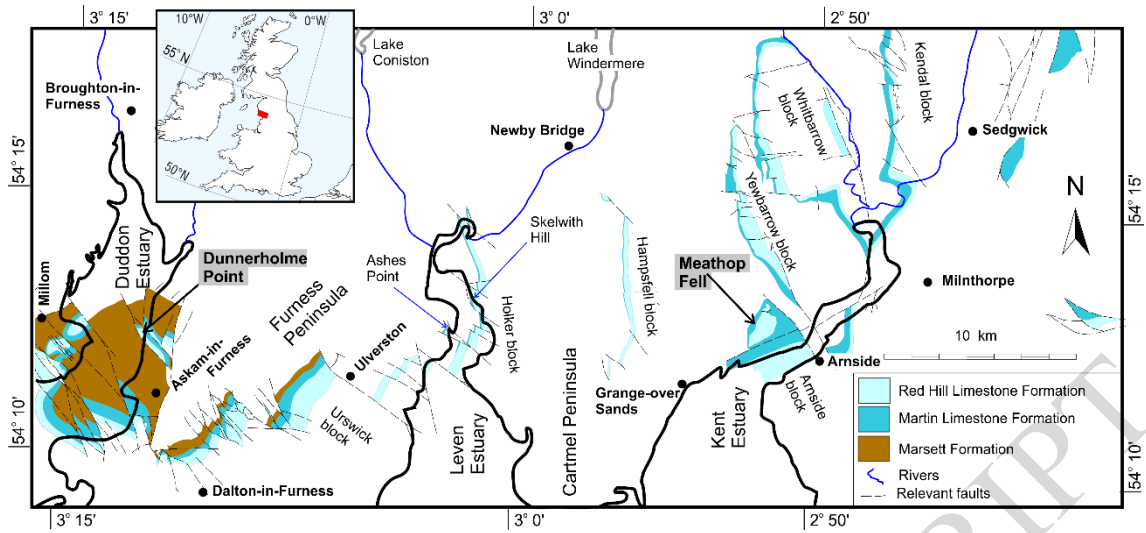 3° 15'
3° 0'
2° 50'
10°W
0°W
55°N
50°N
Lake
Coniston
Lake
Windermere
Broughton-in-
Furness
Newby Bridge
Whitbarrow
block
Kendal block
Sedgwick
54° 15'
54° 15'
N
Skelwith
Hill
Ashes
Point
Duddon
Estuary
Dunnerholme
Point
Millom
Furness
Peninsula
Holker block
Hampsfell block
Yewbarrow block
Meathop
Fell
Milnthorpe
10 km
Askam-in-
Furness
Ulverston
Arnside
Arnside
block
Grange-over
Sands
Urswick
block
Leven
Estuary
Cartmel Peninsula
Kent
Estuary
Dalton-in-Furness
54° 10'
54° 10'
Red Hill Limestone Formation
Martin Limestone Formation
Marsett Formation
Rivers
Relevant faults
3° 15'
3° 0'
2° 50'
RIPT